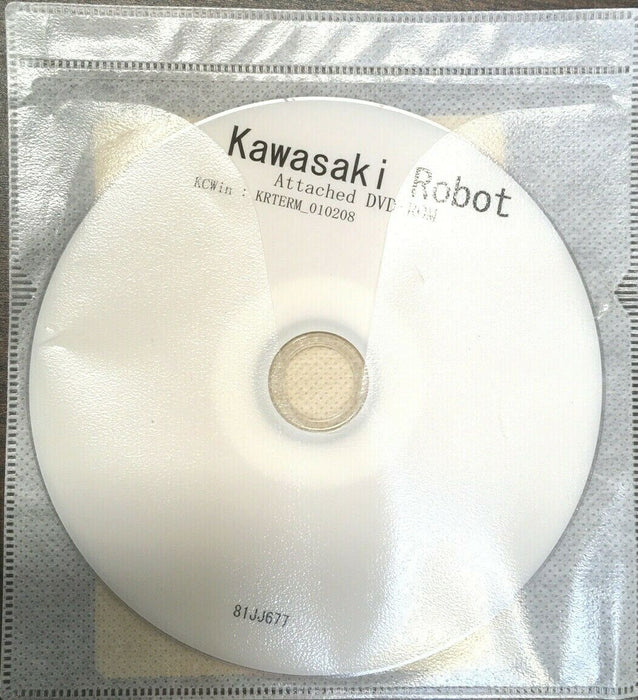 Kawasaki Robot
Attached DVD-ROM
KCWin : KRTERM_010208
81JJ677